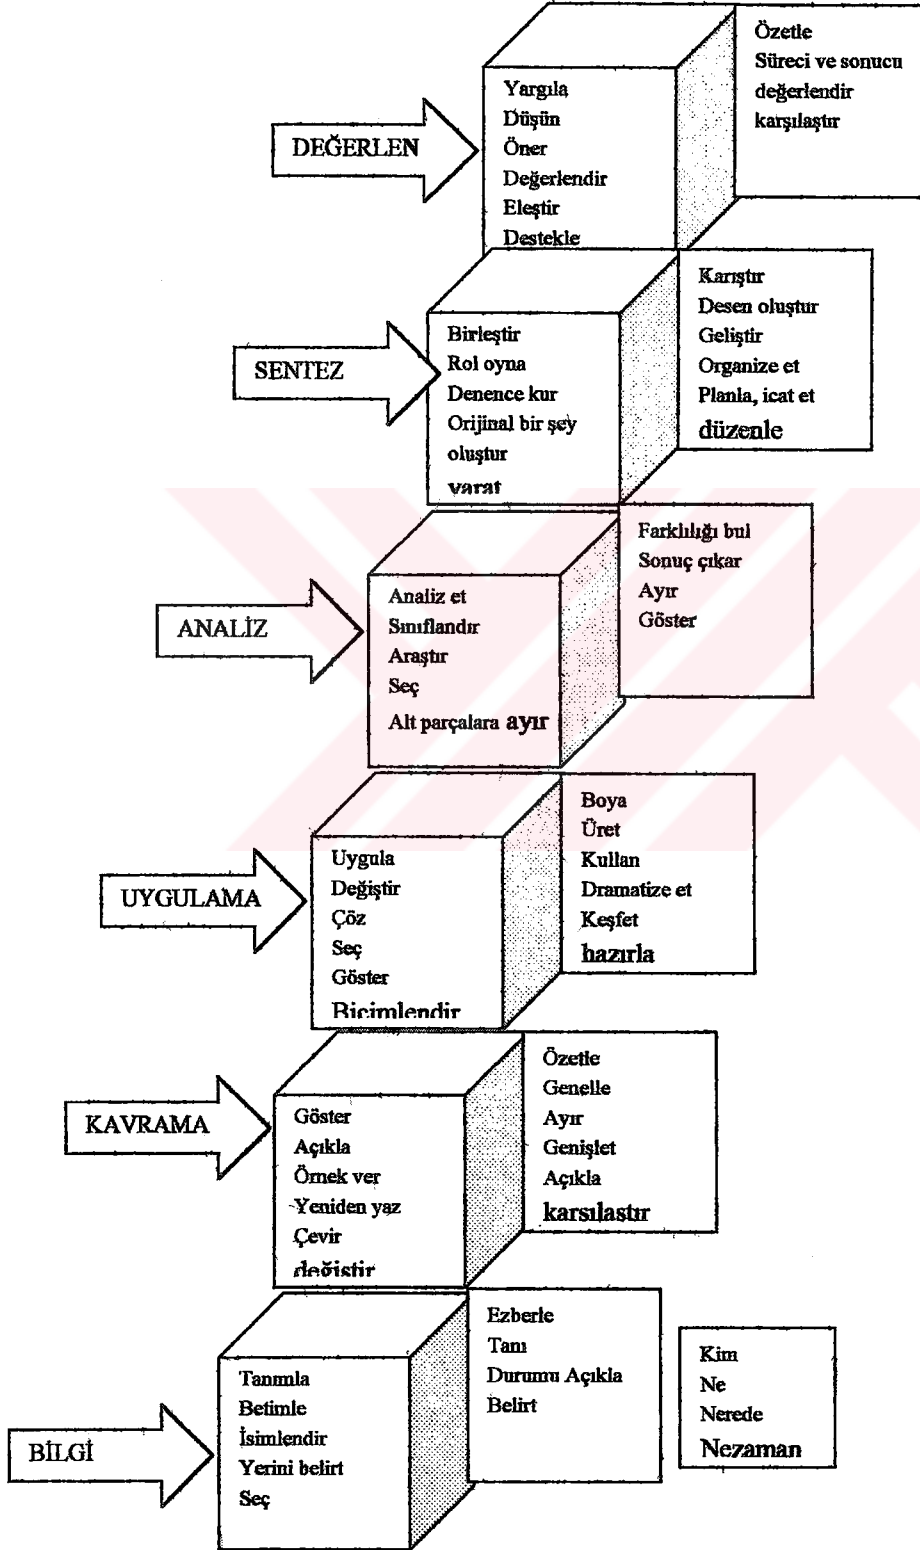 DEĞERLEN
Yargıla
Düşün
Öner
Değerlendir
Eleştir
Destekle
Özetle
Süreci ve sonucu
değerlendir
karşılaştır
SENTEZ
Birleştir
Rol oyna
Denence kur
Orijinal bir şey
oluştur
yarat
Karıştır
Desen oluştur
Geliştir
Organize et
Planla, icat et
düzenle
ANALİZ
Analiz et
Sınıflandır
Araştır
Seç
Alt parçalara ayır
Farklılığı bul
Sonuç çıkar
Ayır
Göster
UYGULAMA
Uygula
Değiştir
Çöz
Seç
Göster
Biçimlendir
Boya
Üret
Kullan
Dramatize et
Keşfet
hazırla
KAVRAMA
Göster
Açıkla
Örnek ver
Yeniden yaz
Çevir
değiştir
Özetle
Genelle
Ayır
Genişlet
Açıkla
karşılaştır
BİLGİ
Tanımla
Betimle
İsimlendir
Yerini belirt
Seç
Ezberle
Tanı
Durumu Açıkla
Belirt
Kim
Ne
Nerede
Nezaman